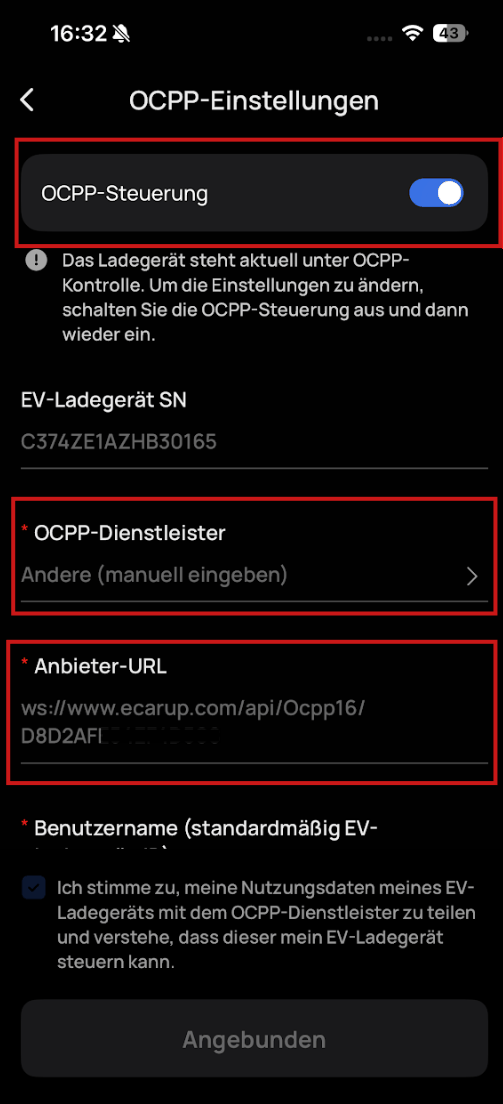 16:32
43
OCPP-Einstellungen
OCPP-Steuerung
Das Ladegerät steht aktuell unter OCPP-
Kontrolle. Um die Einstellungen zu ändern,
schalten Sie die OCPP-Steuerung aus und dann
wieder ein.
EV-Ladegerät SN
C374ZE1AZHB30165
* OCPP-Dienstleister
Andere (manuell eingeben)
* Anbieter-URL
ws://www.ecarup.com/api/Ocpp16/
D8D2AF
* Benutzername (standardmäßig EV-
Ich stimme zu, meine Nutzungsdaten meines EV-
Ladegeräts mit dem OCPP-Dienstleister zu teilen
und verstehe, dass dieser mein EV-Ladegerät
steuern kann.
Angebunden